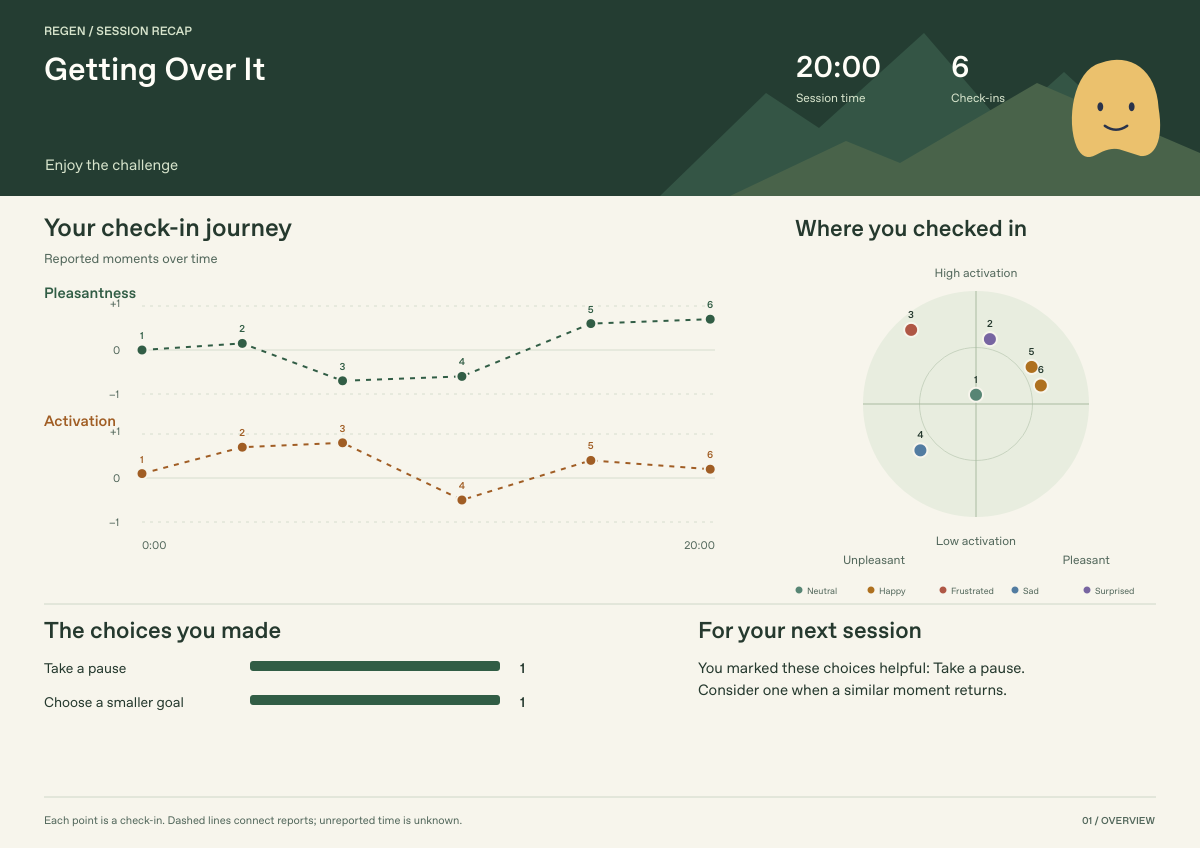 REGEN / SESSION RECAP
Getting Over It
Enjoy the challenge
20:00
Session time
6
Check-ins
Your check-in journey
Reported moments over time
Pleasantness
+1
0
−1
1
2
3
4
5
6
Activation
+1
0
−1
1
2
3
4
5
6
0:00
20:00
Where you checked in
High activation
3
2
5
6
1
4
Low activation
Unpleasant
Pleasant
Neutral
Happy
Frustrated
Sad
Surprised
The choices you made
Take a pause
1
Choose a smaller goal
1
For your next session
You marked these choices helpful: Take a pause.
Consider one when a similar moment returns.
Each point is a check-in. Dashed lines connect reports; unreported time is unknown.
01 / OVERVIEW